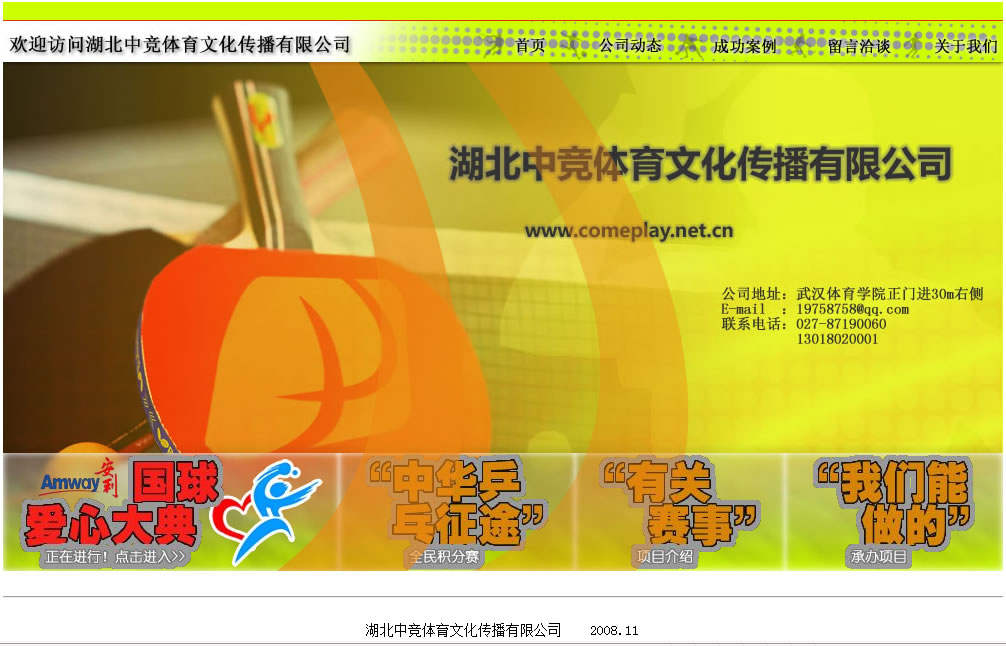 欢迎访问湖北中竞体育文化传播有限公司
首页 公司动态 成功案例 留言洽谈 关于我们
湖北中竞体育文化传播有限公司
www.comeplay.net.cn
公司地址：武汉体育学院正门进30m右侧
E-mail ：19758758@qq.com
联系电话：027-87190060
13018020001
Amway安利 国球
爱心大典
正在进行！点击进入>>
“中华乒
乓征途”
全民积分赛
“有关
赛事”
项目介绍
“我们能
做的”
承办项目
湖北中竞体育文化传播有限公司 2008.11